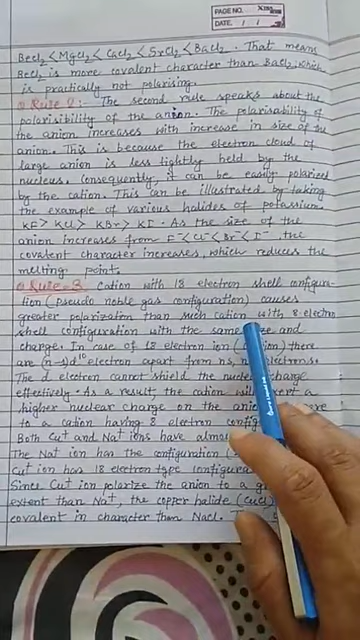 PAGE NO.
DATE. / /
BeCl2 < MgCl2 < CaCl2 < SrCl2 < BaCl2. That means
BeCl2 is more covalent character than BaCl2, which
is practically not polarising.
Rule-2: The second rule speaks about the
polarisibility of the anion. The polarisability of
the anion increases with increase in size of the
anion. This is because the electron cloud of
large anion is less tightly held by the
nucleus. Consequently, it can be easily polarized
by the cation. This can be illustrated by taking
the example of various halides of potassium.
KF > KCl > KBr > KI. As the size of the
anion increases from F⁻ < Cl⁻ < Br⁻ < I⁻, the
covalent character increases, which reduces the
melting point.
Rule-3. Cation with 18 electron shell configura-
tion (pseudo noble gas configuration) causes
greater polarization than such cation with 8 electron
shell configuration with the same size and
charge. In case of 18 electron ion there
are (n-1)d¹⁰ electron apart from ns, electrons.
The d electron cannot shield the nuclear charge
effectively. As a result, the cation will exert a
higher nuclear charge on the
to a cation having 8 electron
Both Cu⁺ and Na⁺ ions have
The Na⁺ ion has the configuration
Cu⁺ ion has 18 electron type
Since Cu⁺ ion polarize the anion to a
extent than Na⁺, the copper halide (CuCl)
covalent in character than NaCl.